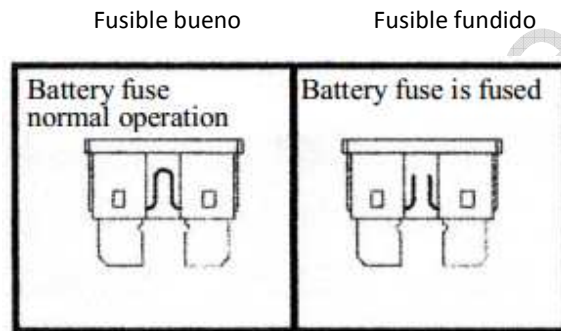 Fusible bueno
Fusible fundido
Battery fuse
normal operation
Battery fuse is fused